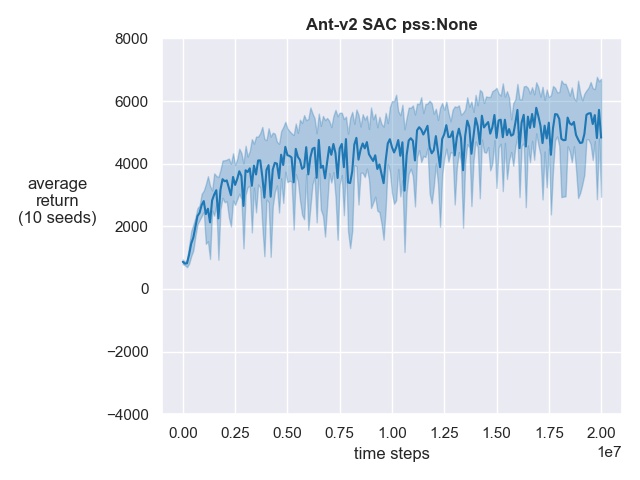 Ant-v2 SAC pss:None
8000
6000
4000
2000
0
−2000
−4000
average
return
(10 seeds)
0.00 0.25 0.50 0.75 1.00 1.25 1.50 1.75 2.00
time steps
1e7